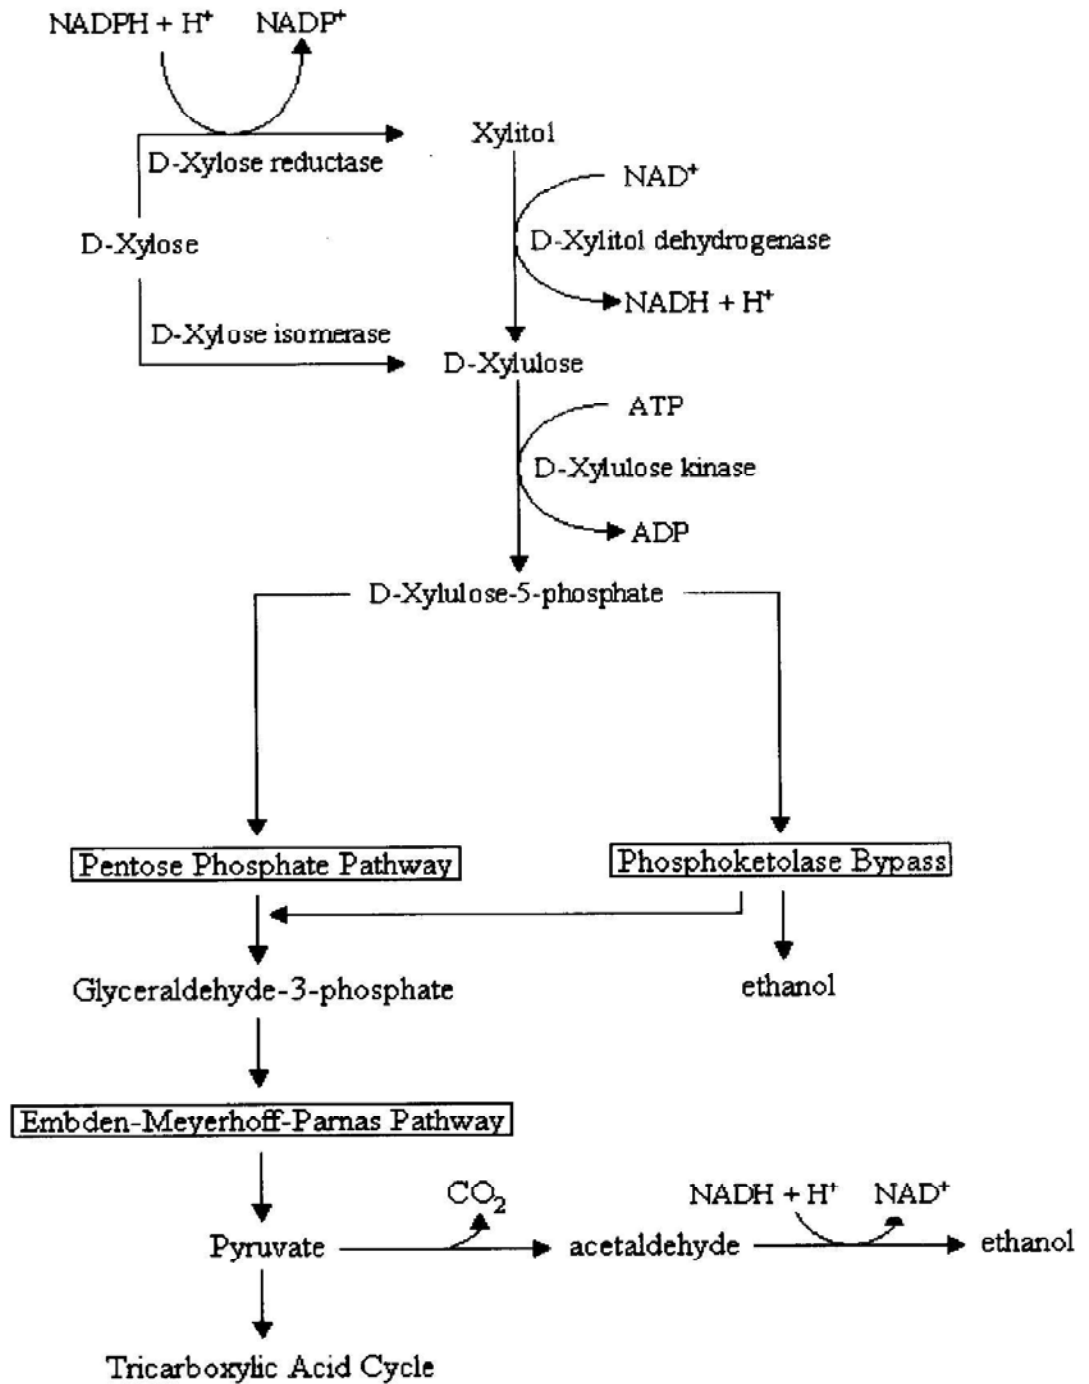 NADPH + H⁺ NADP⁺
Xylitol
D-Xylose reductase
NAD⁺
D-Xylose
D-Xylitol dehydrogenase
NADH + H⁺
D-Xylose isomerase
D-Xylulose
ATP
D-Xylulose kinase
ADP
D-Xylulose-5-phosphate
Pentose Phosphate Pathway
Phosphoketolase Bypass
Glyceraldehyde-3-phosphate
ethanol
Embden-Meyerhoff-Parnas Pathway
CO₂
NADH + H⁺ NAD⁺
Pyruvate
acetaldehyde
ethanol
Tricarboxylic Acid Cycle